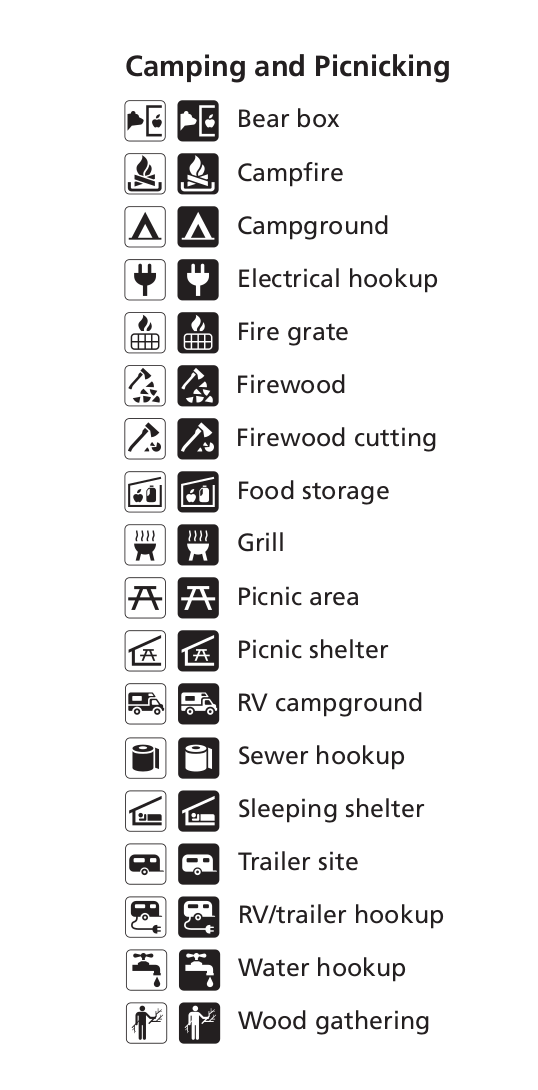 Camping and Picnicking
Bear box
Campfire
Campground
Electrical hookup
Fire grate
Firewood
Firewood cutting
Food storage
Grill
Picnic area
Picnic shelter
RV campground
Sewer hookup
Sleeping shelter
Trailer site
RV/trailer hookup
Water hookup
Wood gathering